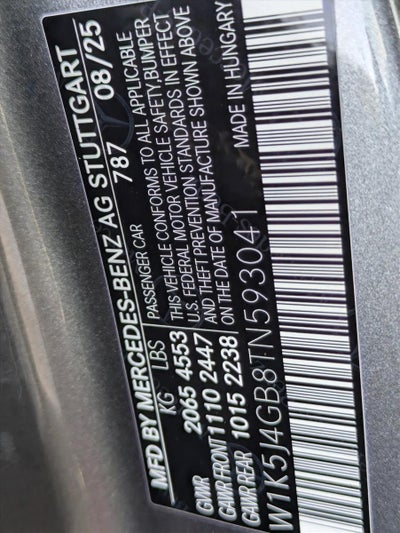 MFD BY MERCEDES-BENZ AG STUTTGART
787 08/25
KG LBS
GWR 2065 4553
GAWR FRONT 1110 2447
GAWR REAR 1015 2238
PASSENGER CAR
THIS VEHICLE CONFORMS TO ALL APPLICABLE
U.S. FEDERAL MOTOR VEHICLE SAFETY, BUMPER
AND THEFT PREVENTION STANDARDS IN EFFECT
ON THE DATE OF MANUFACTURE SHOWN ABOVE
W1K5J4GB8TN593041
MADE IN HUNGARY